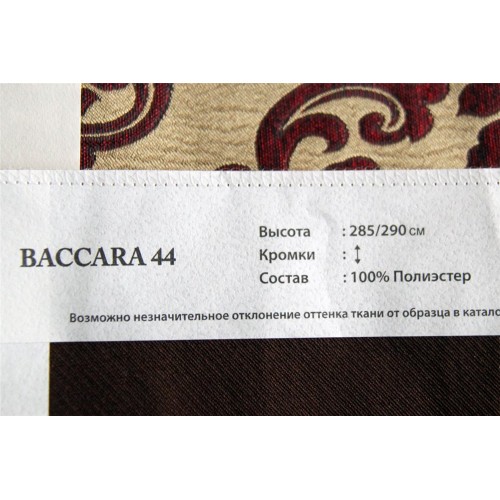 BACCARA 44
Высота : 285/290 см
Кромки : ↕
Состав : 100% Полиэстер
Возможно незначительное отклонение оттенка ткани от образца в катало